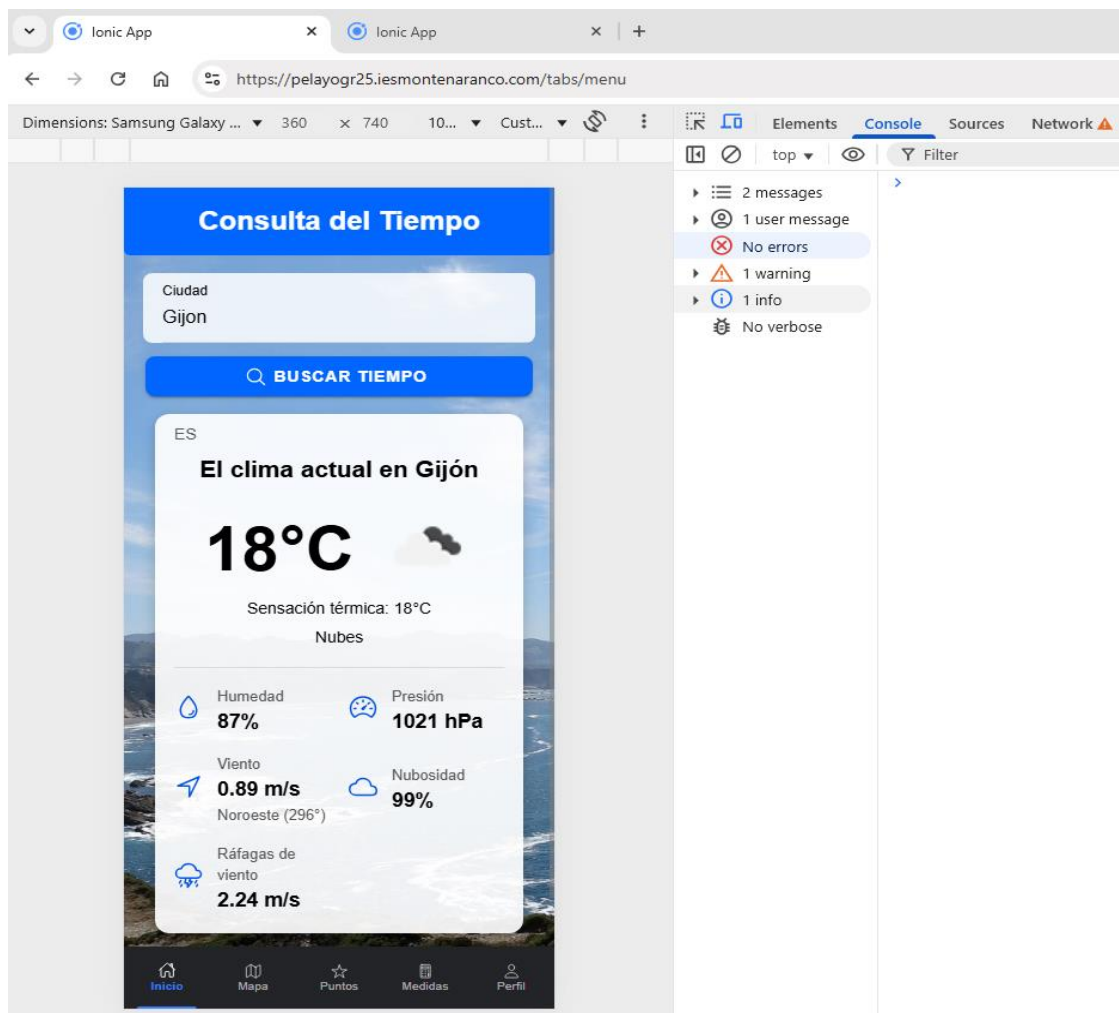 Ionic App
Ionic App
https://pelayogr25.iesmontenaranco.com/tabs/menu
Dimensions: Samsung Galaxy ... 360 × 740 10... Cust...
Elements Console Sources Network
top Filter
2 messages
1 user message
No errors
1 warning
1 info
No verbose
Consulta del Tiempo
Ciudad
Gijon
BUSCAR TIEMPO
ES
El clima actual en Gijón
18°C
Sensación térmica: 18°C
Nubes
Humedad
87%
Presión
1021 hPa
Viento
0.89 m/s
Noroeste (296°)
Nubosidad
99%
Ráfagas de
viento
2.24 m/s
Inicio Mapa Puntos Medidas Perfil